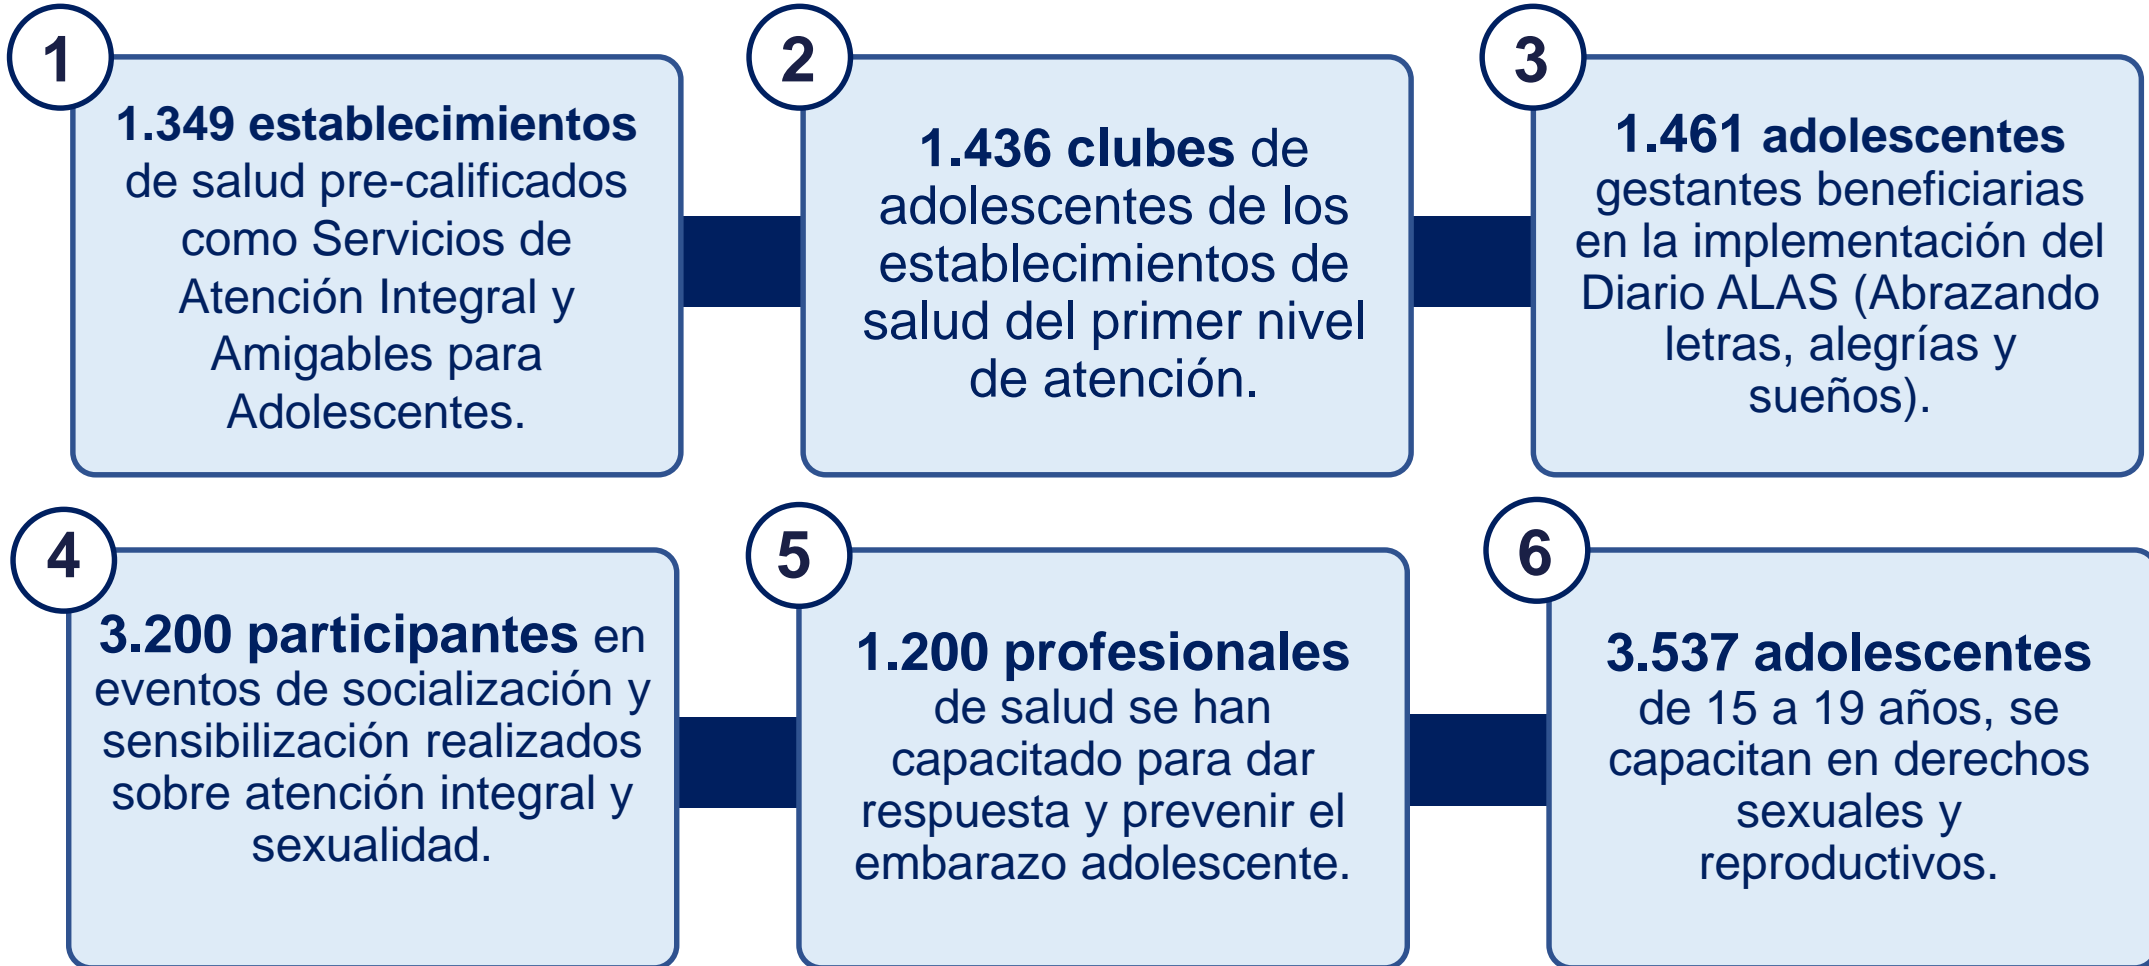 1
1.349 establecimientos
de salud pre-calificados
como Servicios de
Atención Integral y
Amigables para
Adolescentes.
2
1.436 clubes de
adolescentes de los
establecimientos de
salud del primer nivel
de atención.
3
1.461 adolescentes
gestantes beneficiarias
en la implementación del
Diario ALAS (Abrazando
letras, alegrías y
sueños).
4
3.200 participantes en
eventos de socialización y
sensibilización realizados
sobre atención integral y
sexualidad.
5
1.200 profesionales
de salud se han
capacitado para dar
respuesta y prevenir el
embarazo adolescente.
6
3.537 adolescentes
de 15 a 19 años, se
capacitan en derechos
sexuales y
reproductivos.